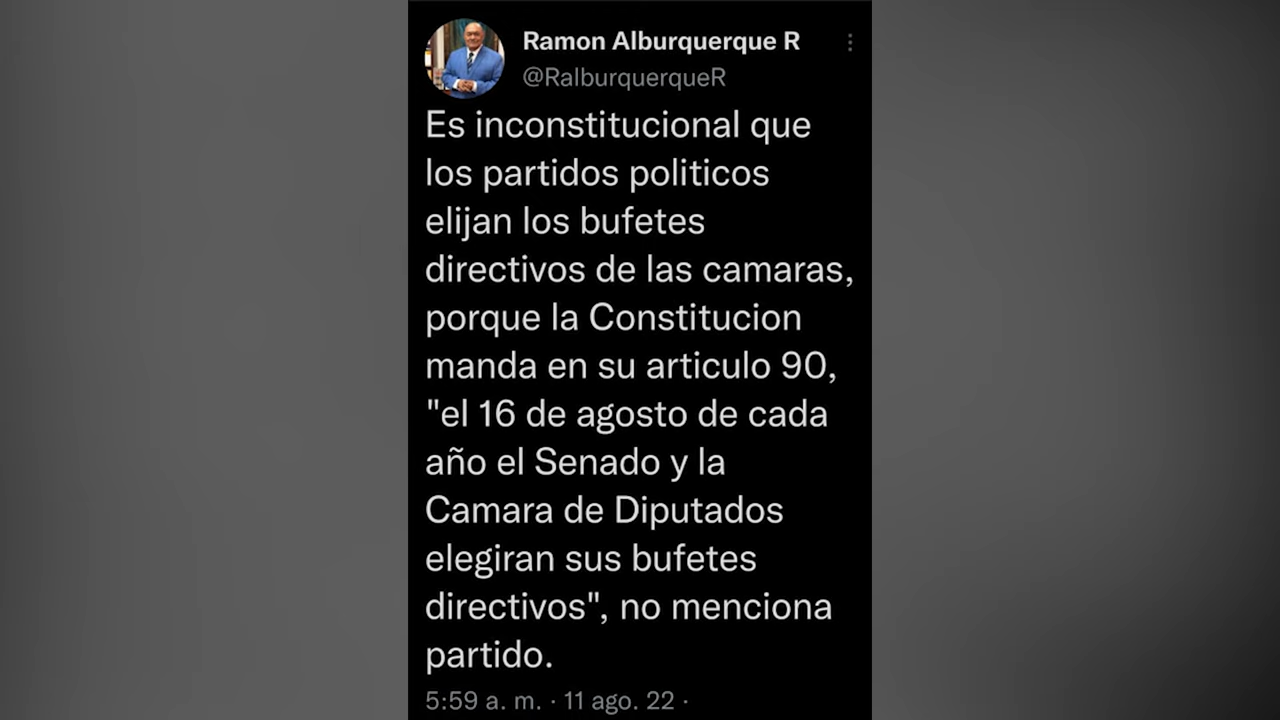 Ramon Alburquerque R
@RalburquerqueR
Es inconstitucional que
los partidos politicos
elijan los bufetes
directivos de las camaras,
porque la Constitucion
manda en su articulo 90,
"el 16 de agosto de cada
año el Senado y la
Camara de Diputados
elegiran sus bufetes
directivos", no menciona
partido.
5:59 a. m. · 11 ago. 22 ·